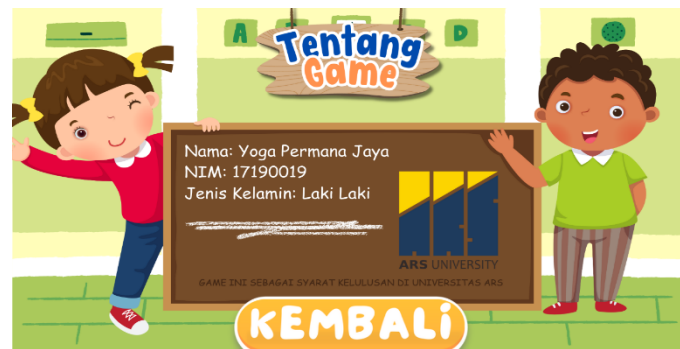 A T D
Tentang
Game
Nama: Yoga Permana Jaya
NIM: 17190019
Jenis Kelamin: Laki Laki
ARS UNIVERSITY
GAME INI SEBAGAI SYARAT KELULUSAN DI UNIVERSITAS ARS
KEMBALi